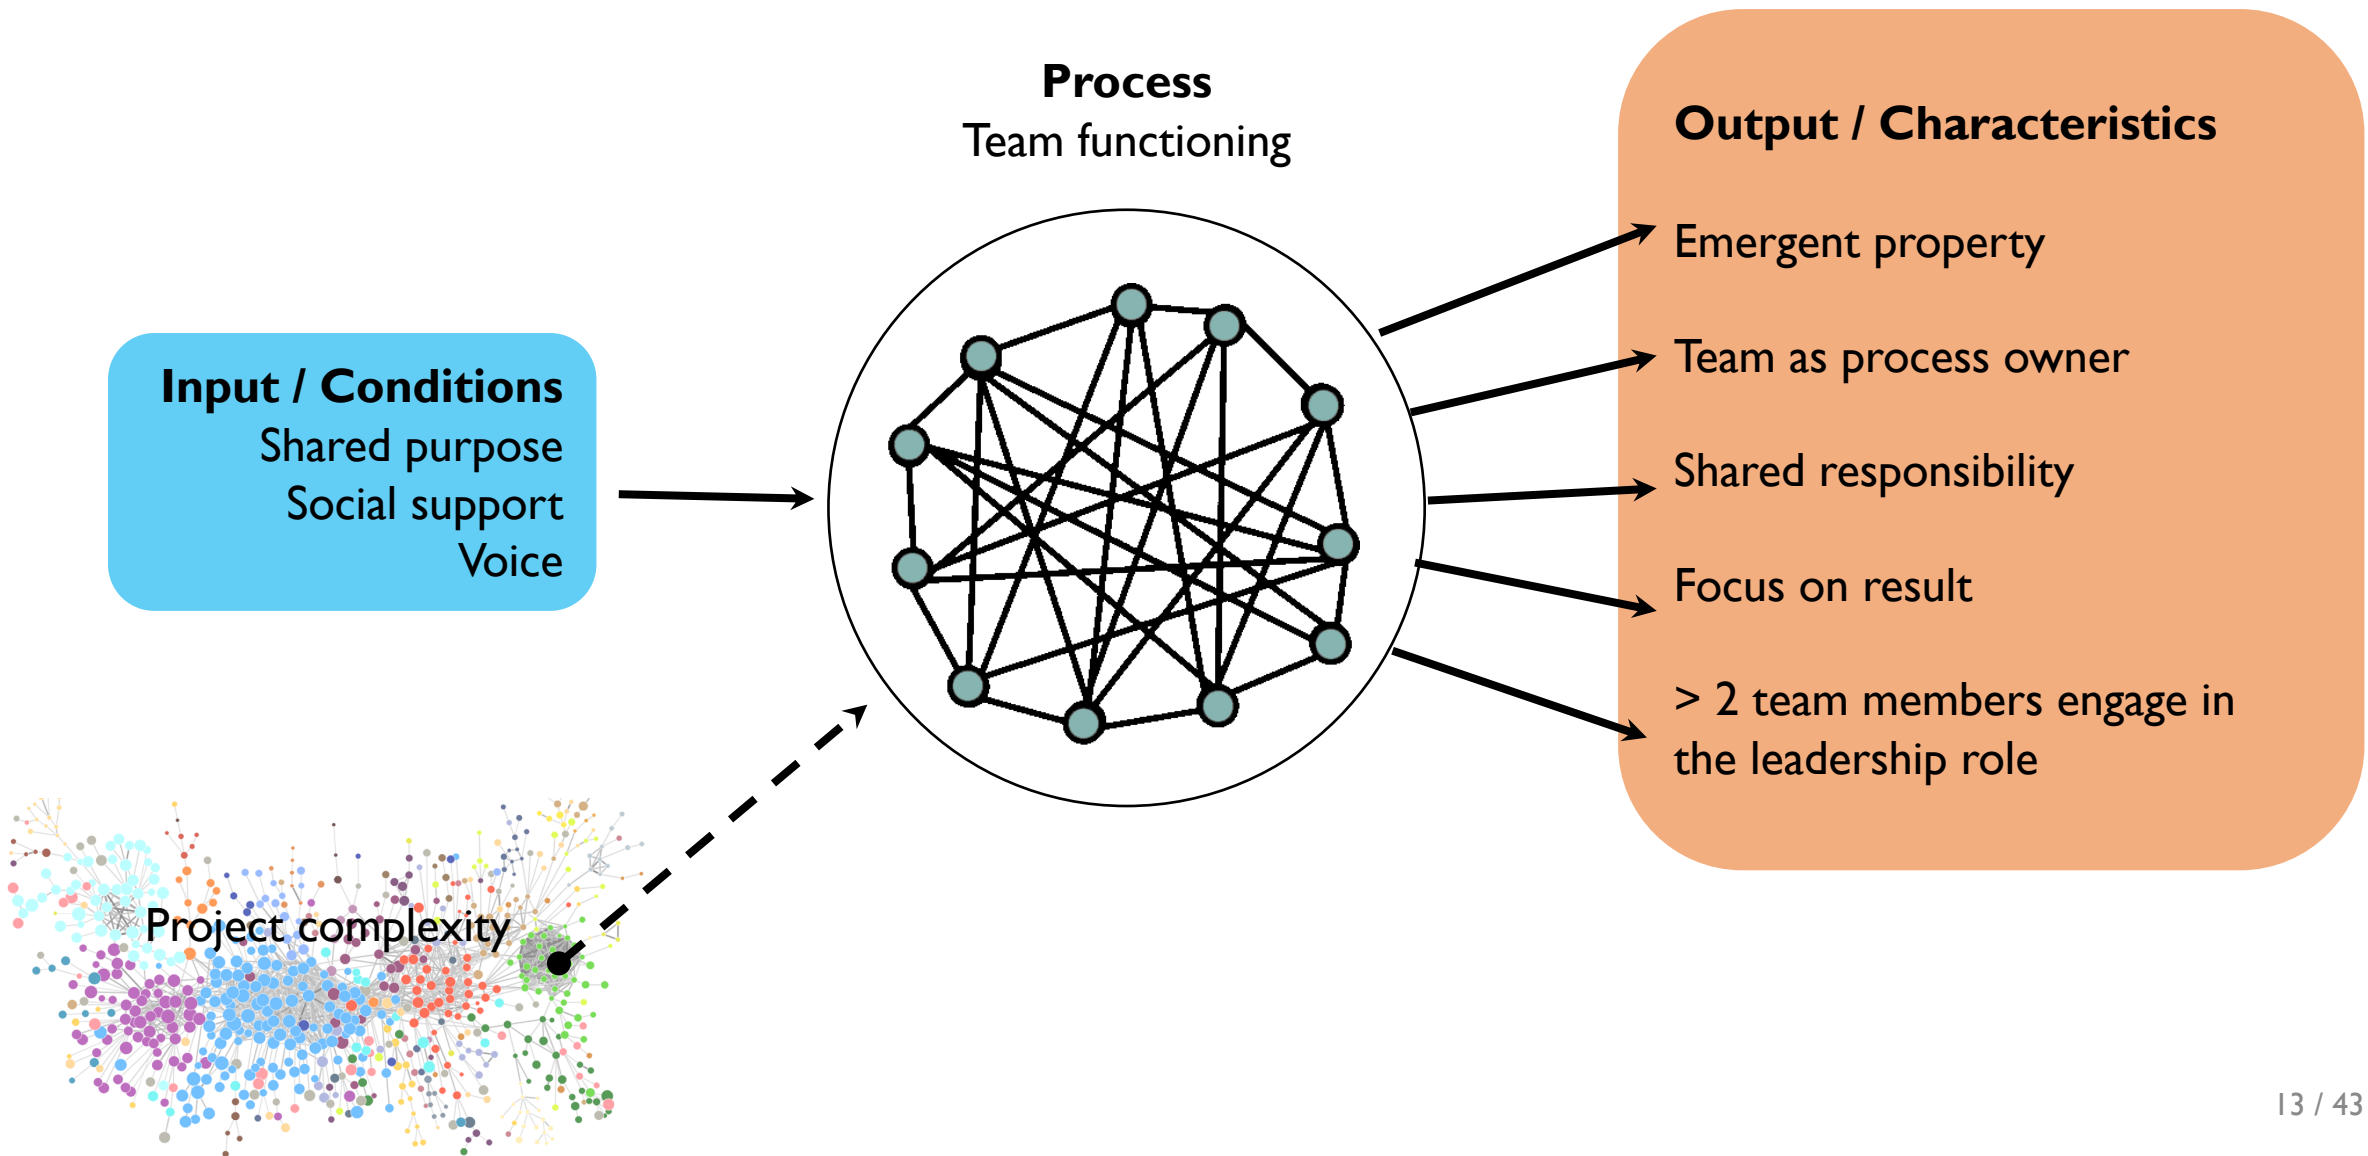 Process
Team functioning
Input / Conditions
Shared purpose
Social support
Voice
Project complexity
Output / Characteristics
Emergent property
Team as process owner
Shared responsibility
Focus on result
> 2 team members engage in
the leadership role
13 / 43